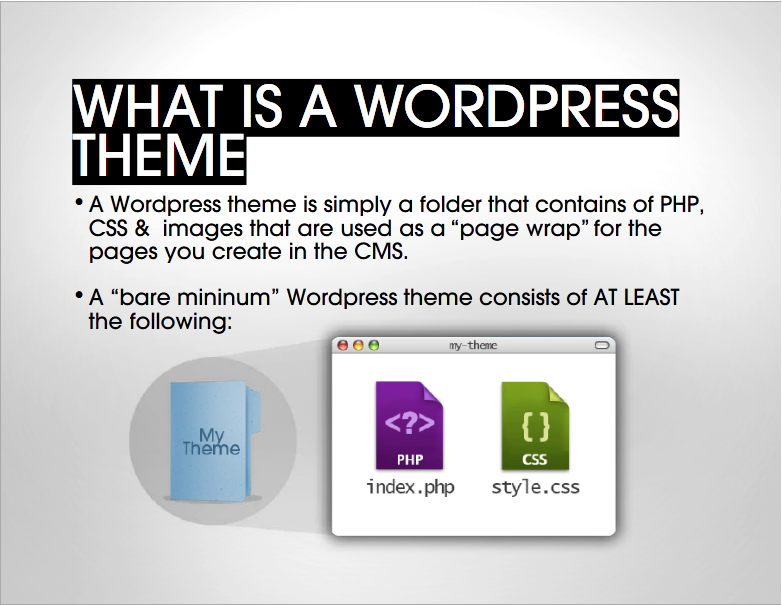 WHAT IS A WORDPRESS
THEME
• A Wordpress theme is simply a folder that contains of PHP,
CSS &  images that are used as a “page wrap” for the
pages you create in the CMS.
• A “bare mininum” Wordpress theme consists of AT LEAST
the following:
my-theme
My
Theme
<?>
{}
PHP
CSS
index.php
style.css